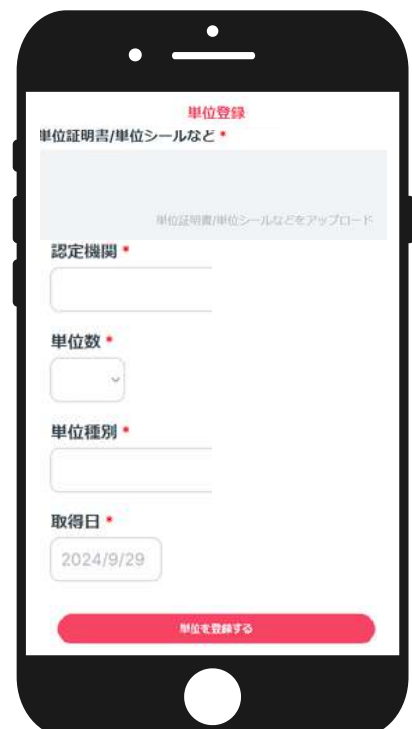 単位登録
単位証明書/単位シールなど *
単位証明書/単位シールなどをアップロード
認定機関 *
単位数 *
単位種別 *
取得日 *
2024/9/29
単位を登録する